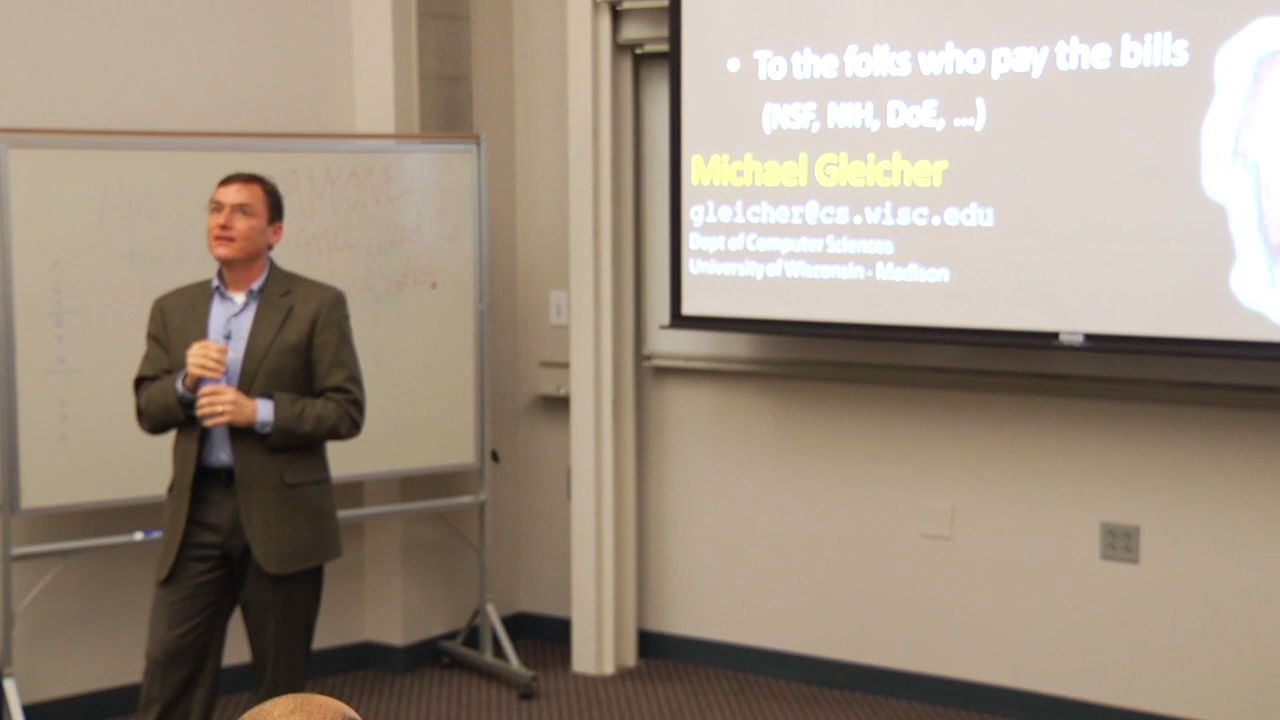 ANYONE
• To the folks who pay the bills
(NSF, NIH, DoE, ...)
Michael Gleicher
gleicher@cs.wisc.edu
Dept of Computer Sciences
University of Wisconsin - Madison